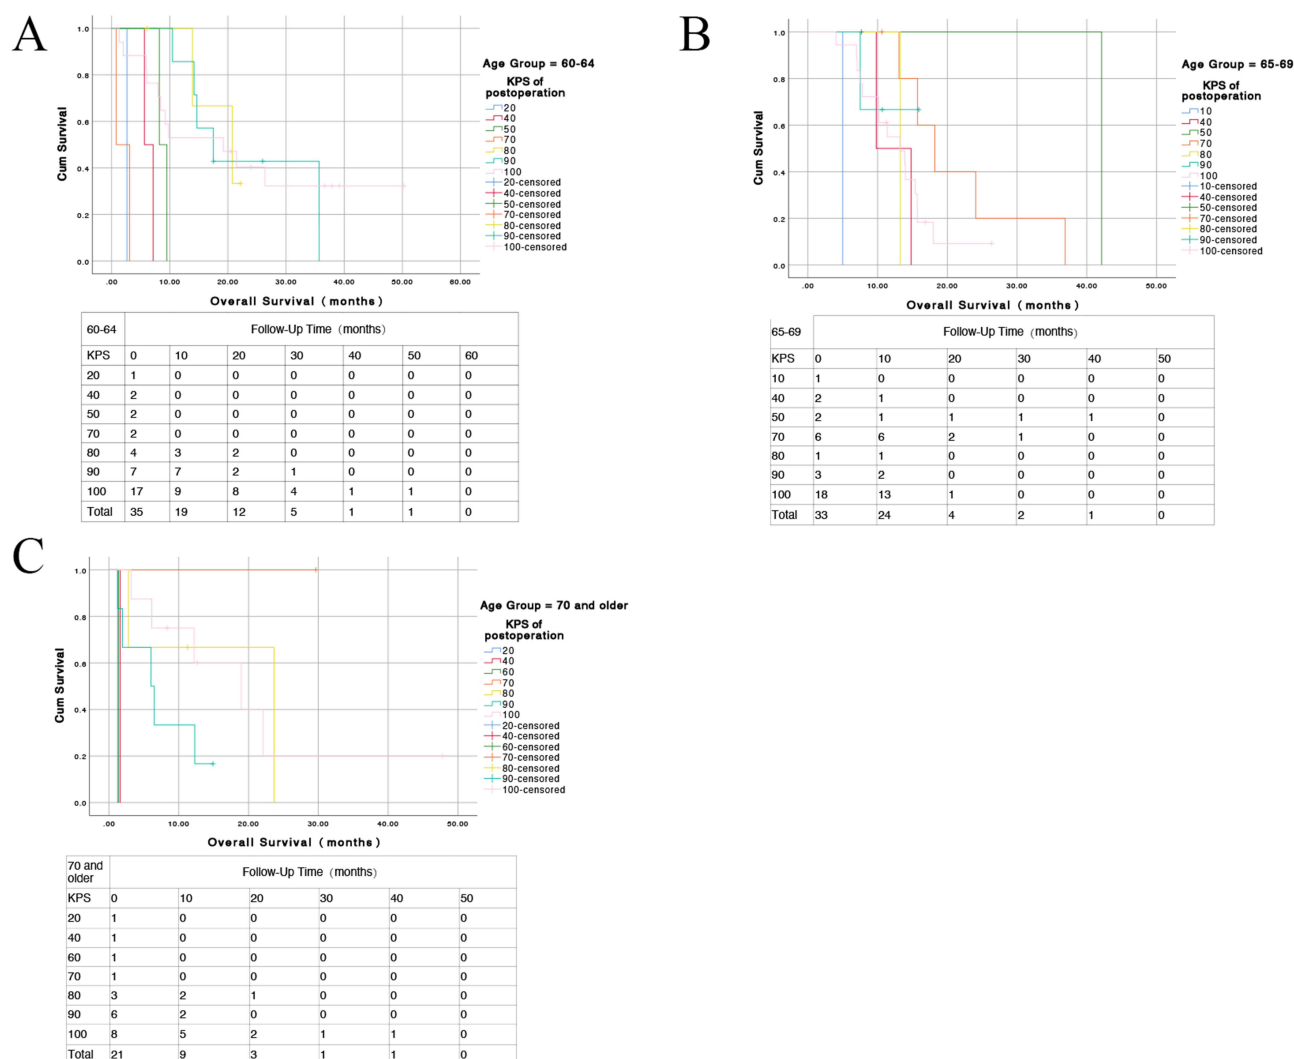 A
1.0
0.8
0.6
0.4
0.2
0.0
Cum Survival
.00 10.00 20.00 30.00 40.00 50.00 60.00
Overall Survival (months)
Age Group = 60-64
KPS of
postoperation
20
40
50
70
80
90
100
20-censored
40-censored
50-censored
70-censored
80-censored
90-censored
100-censored
60-64 Follow-Up Time (months)
KPS 0 10 20 30 40 50 60
20 1 0 0 0 0 0 0
40 2 0 0 0 0 0 0
50 2 0 0 0 0 0 0
70 2 0 0 0 0 0 0
80 4 3 2 0 0 0 0
90 7 7 2 1 0 0 0
100 17 9 8 4 1 1 0
Total 35 19 12 5 1 1 0
B
1.0
0.8
0.6
0.4
0.2
0.0
Cum Survival
.00 10.00 20.00 30.00 40.00 50.00
Overall Survival (months)
Age Group = 65-69
KPS of
postoperation
10
40
50
70
80
90
100
10-censored
40-censored
50-censored
70-censored
80-censored
90-censored
100-censored
65-69 Follow-Up Time (months)
KPS 0 10 20 30 40 50
10 1 0 0 0 0 0
40 2 1 0 0 0 0
50 2 1 1 1 1 0
70 6 6 2 1 0 0
80 1 1 0 0 0 0
90 3 2 0 0 0 0
100 18 13 1 0 0 0
Total 33 24 4 2 1 0
C
1.0
0.8
0.6
0.4
0.2
0.0
Cum Survival
.00 10.00 20.00 30.00 40.00 50.00
Overall Survival (months)
Age Group = 70 and older
KPS of
postoperation
20
40
60
70
80
90
100
20-censored
40-censored
60-censored
70-censored
80-censored
90-censored
100-censored
70 and
older
Follow-Up Time (months)
KPS 0 10 20 30 40 50
20 1 0 0 0 0 0
40 1 0 0 0 0 0
60 1 0 0 0 0 0
70 1 0 0 0 0 0
80 3 2 1 0 0 0
90 6 2 0 0 0 0
100 8 5 2 1 1 0
Total 21 9 3 1 1 0